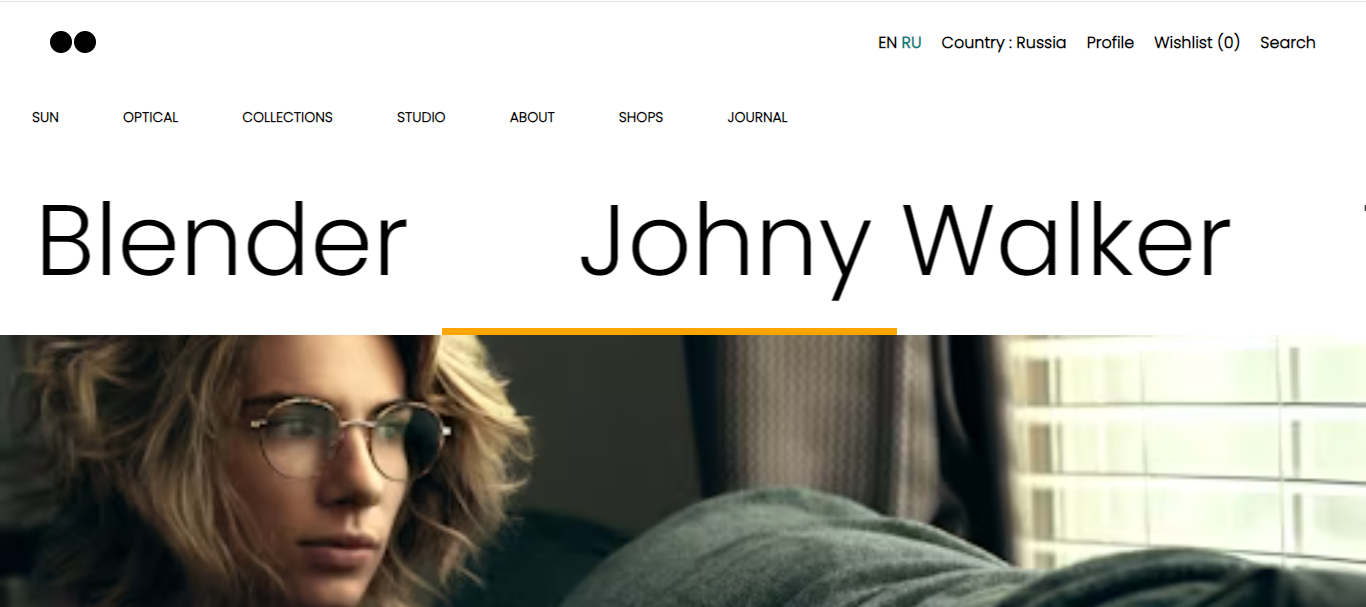 EN RU Country : Russia Profile Wishlist (0) Search
SUN OPTICAL COLLECTIONS STUDIO ABOUT SHOPS JOURNAL
Blender Johny Walker